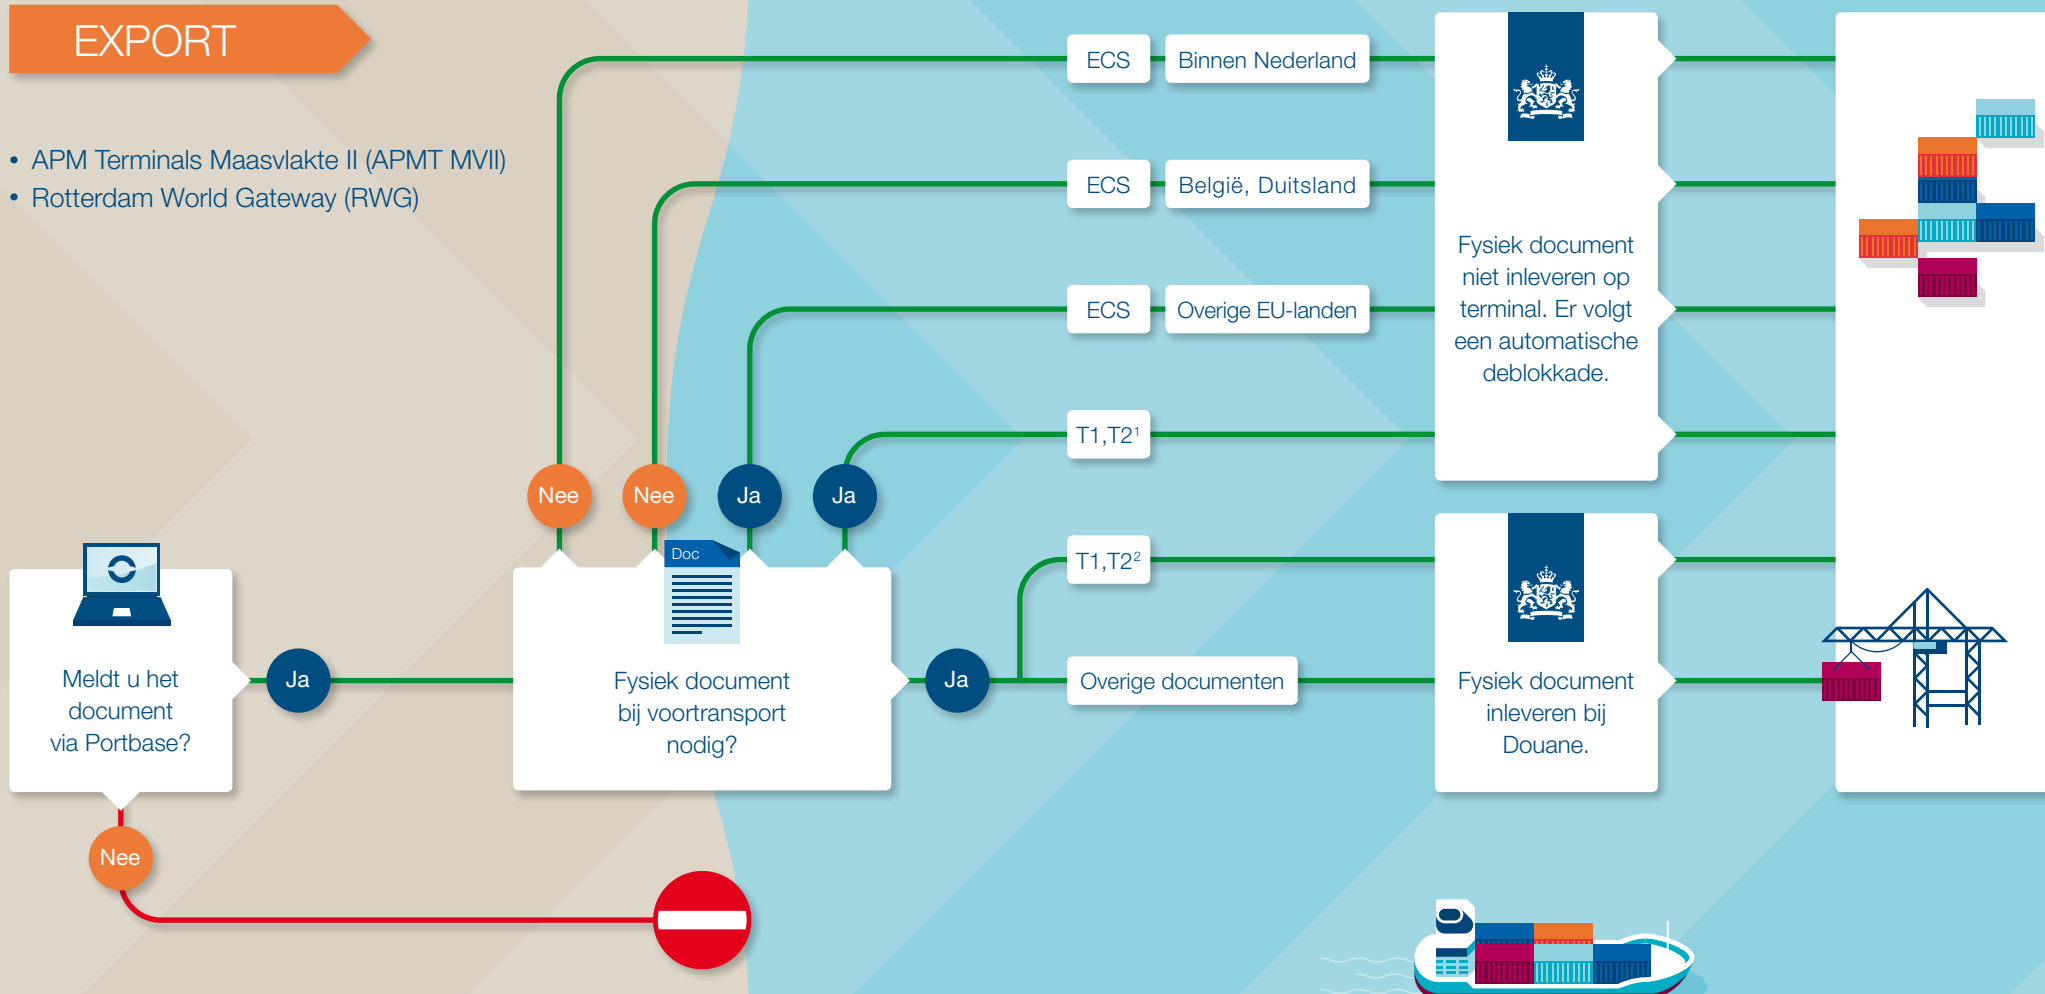 EXPORT
• APM Terminals Maasvlakte II (APMT MVII)
• Rotterdam World Gateway (RWG)
ECS
Binnen Nederland
ECS
België, Duitsland
ECS
Overige EU-landen
T1,T2¹
T1,T2²
Overige documenten
Fysiek document
niet inleveren op
terminal. Er volgt
een automatische
deblokkade.
Nee
Nee
Ja
Ja
Doc
Meldt u het
document
via Portbase?
Ja
Fysiek document
bij voortransport
nodig?
Ja
Fysiek document
inleveren bij
Douane.
Nee